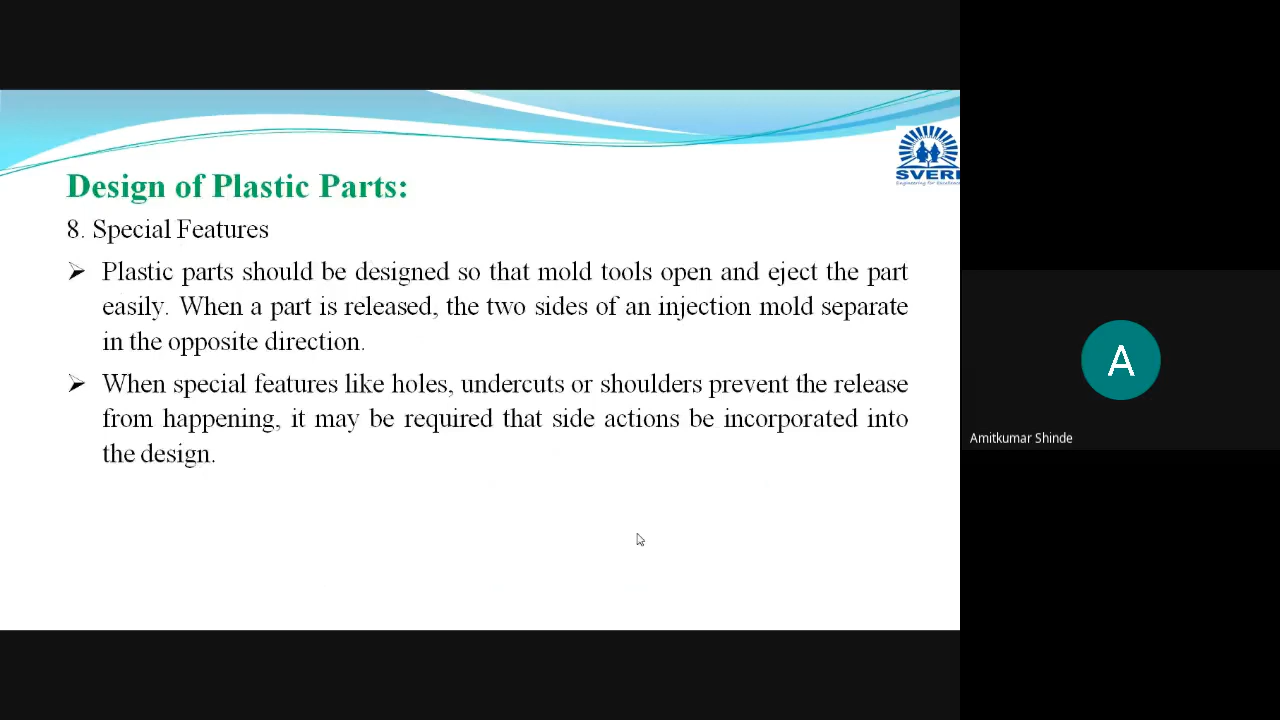 SVERI
Engineering for Excellence
Design of Plastic Parts:
8. Special Features
➢ Plastic parts should be designed so that mold tools open and eject the part
easily. When a part is released, the two sides of an injection mold separate
in the opposite direction.
➢ When special features like holes, undercuts or shoulders prevent the release
from happening, it may be required that side actions be incorporated into
the design.
A
Amitkumar Shinde